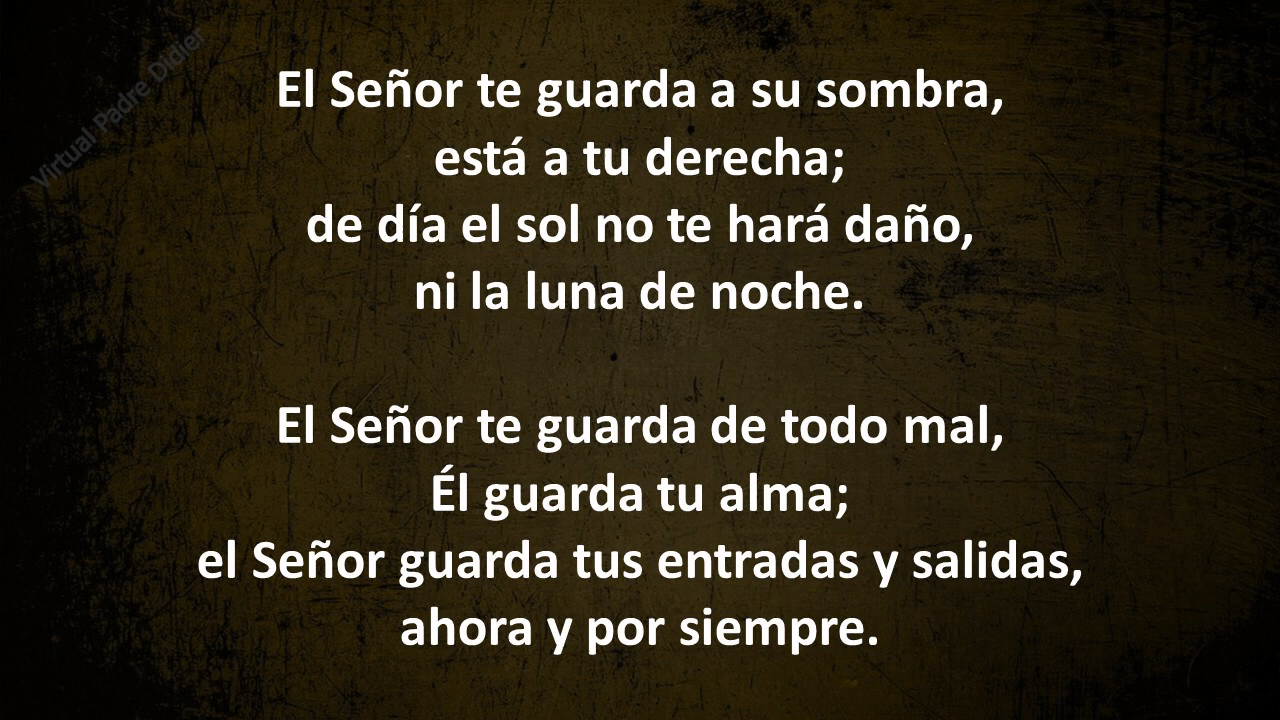 Virtual Padre Didier
El Señor te guarda a su sombra,
está a tu derecha;
de día el sol no te hará daño,
ni la luna de noche.
El Señor te guarda de todo mal,
Él guarda tu alma;
el Señor guarda tus entradas y salidas,
ahora y por siempre.